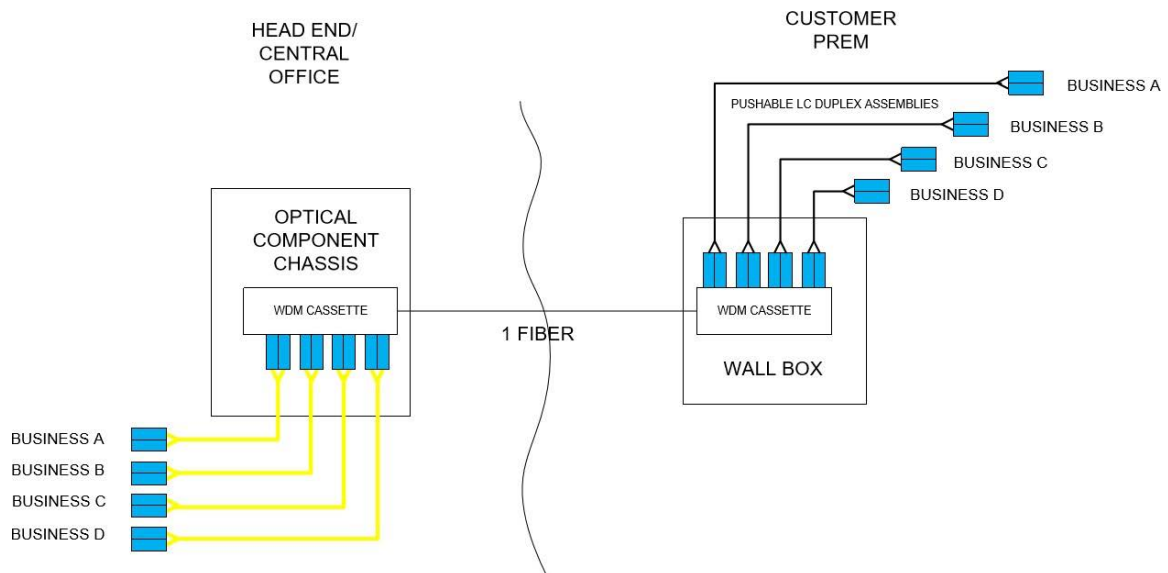 HEAD END/
CENTRAL
OFFICE
CUSTOMER
PREM
BUSINESS A
PUSHABLE LC DUPLEX ASSEMBLIES
BUSINESS B
BUSINESS C
BUSINESS D
OPTICAL
COMPONENT
CHASSIS
WDM CASSETTE
1 FIBER
WDM CASSETTE
WALL BOX
BUSINESS A
BUSINESS B
BUSINESS C
BUSINESS D